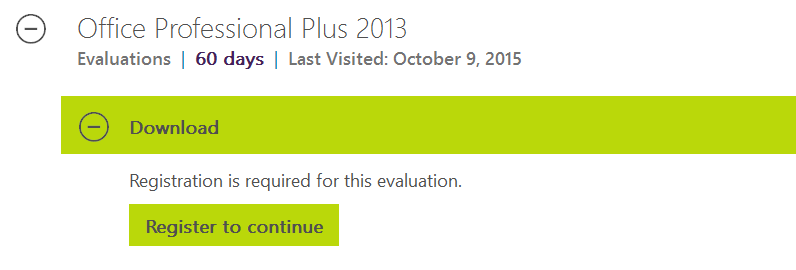 Office Professional Plus 2013
Evaluations | 60 days | Last Visited: October 9, 2015
Download
Registration is required for this evaluation.
Register to continue